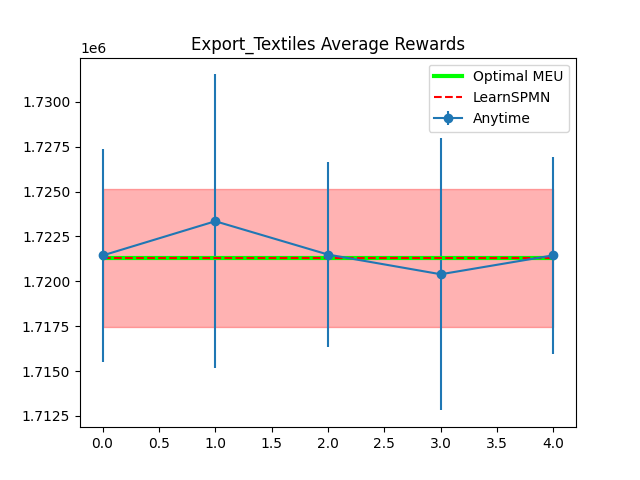 Export_Textiles Average Rewards
1e6
Optimal MEU
LearnSPMN
Anytime
1.7300
1.7275
1.7250
1.7225
1.7200
1.7175
1.7150
1.7125
0.0 0.5 1.0 1.5 2.0 2.5 3.0 3.5 4.0